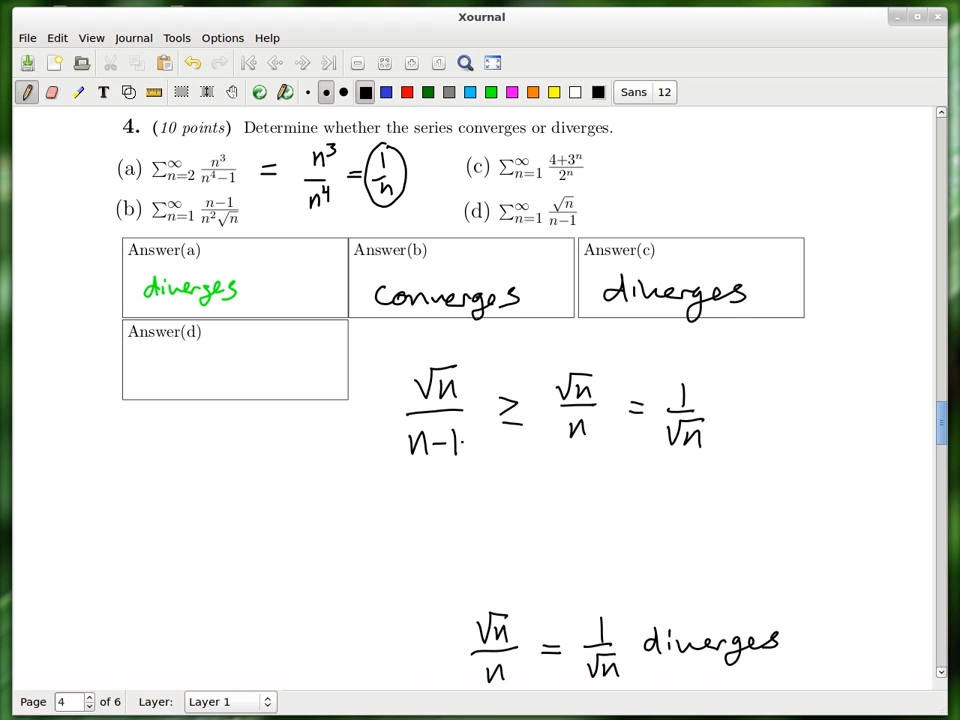 Xournal
File Edit View Journal Tools Options Help
T Sans 12
4. (10 points) Determine whether the series converges or diverges.
(a) ∑_{n=2}^{∞} n³/(n⁴−1) = n³/n⁴ = 1/n
(c) ∑_{n=1}^{∞} (4+3ⁿ)/2ⁿ
(b) ∑_{n=1}^{∞} (n−1)/(n²√n)
(d) ∑_{n=1}^{∞} √n/(n−1)
Answer(a) Answer(b) Answer(c)
diverges converges diverges
Answer(d)
√n/(n−1) ≥ √n/n = 1/√n
√n/n = 1/√n diverges
Page 4 of 6 Layer: Layer 1